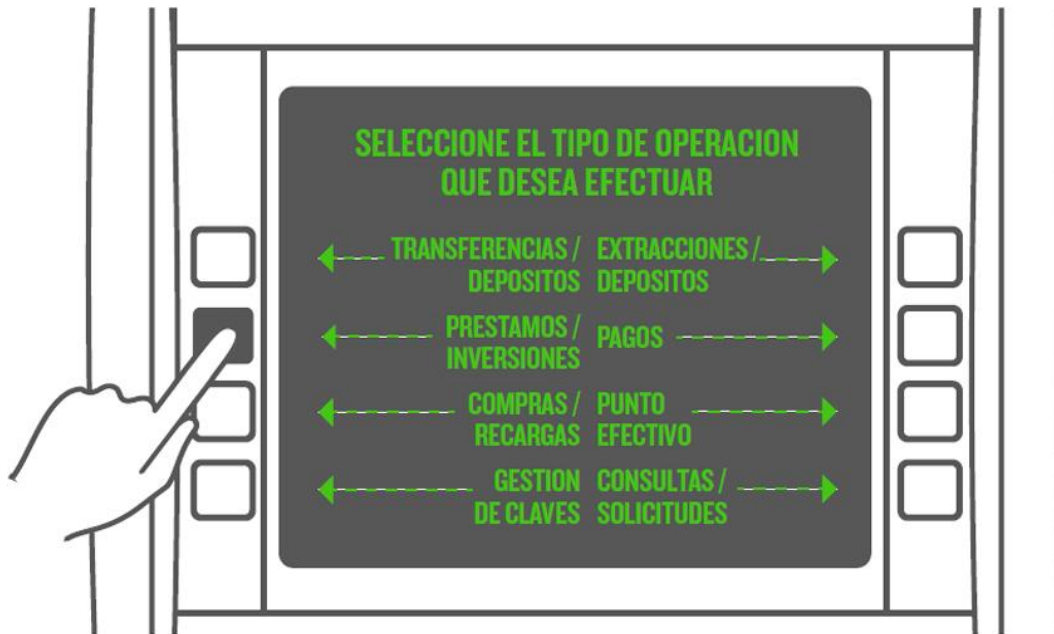 SELECCIONE EL TIPO DE OPERACION
QUE DESEA EFECTUAR
TRANSFERENCIAS /
DEPOSITOS
EXTRACCIONES /
DEPOSITOS
PRESTAMOS /
INVERSIONES
PAGOS
COMPRAS /
RECARGAS
PUNTO
EFECTIVO
GESTION
DE CLAVES
CONSULTAS /
SOLICITUDES